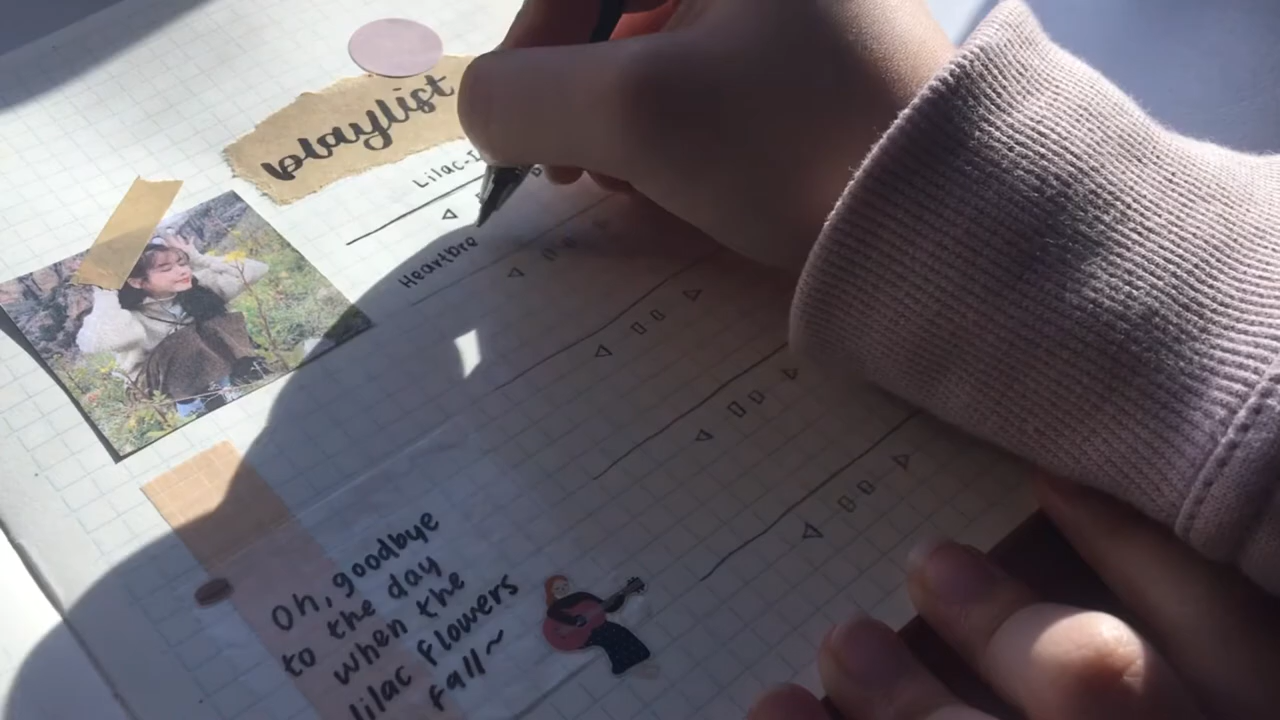 playlist
Lilac-I
Heartbre
Oh, goodbye
to the day
when the
lilac flowers
fall~